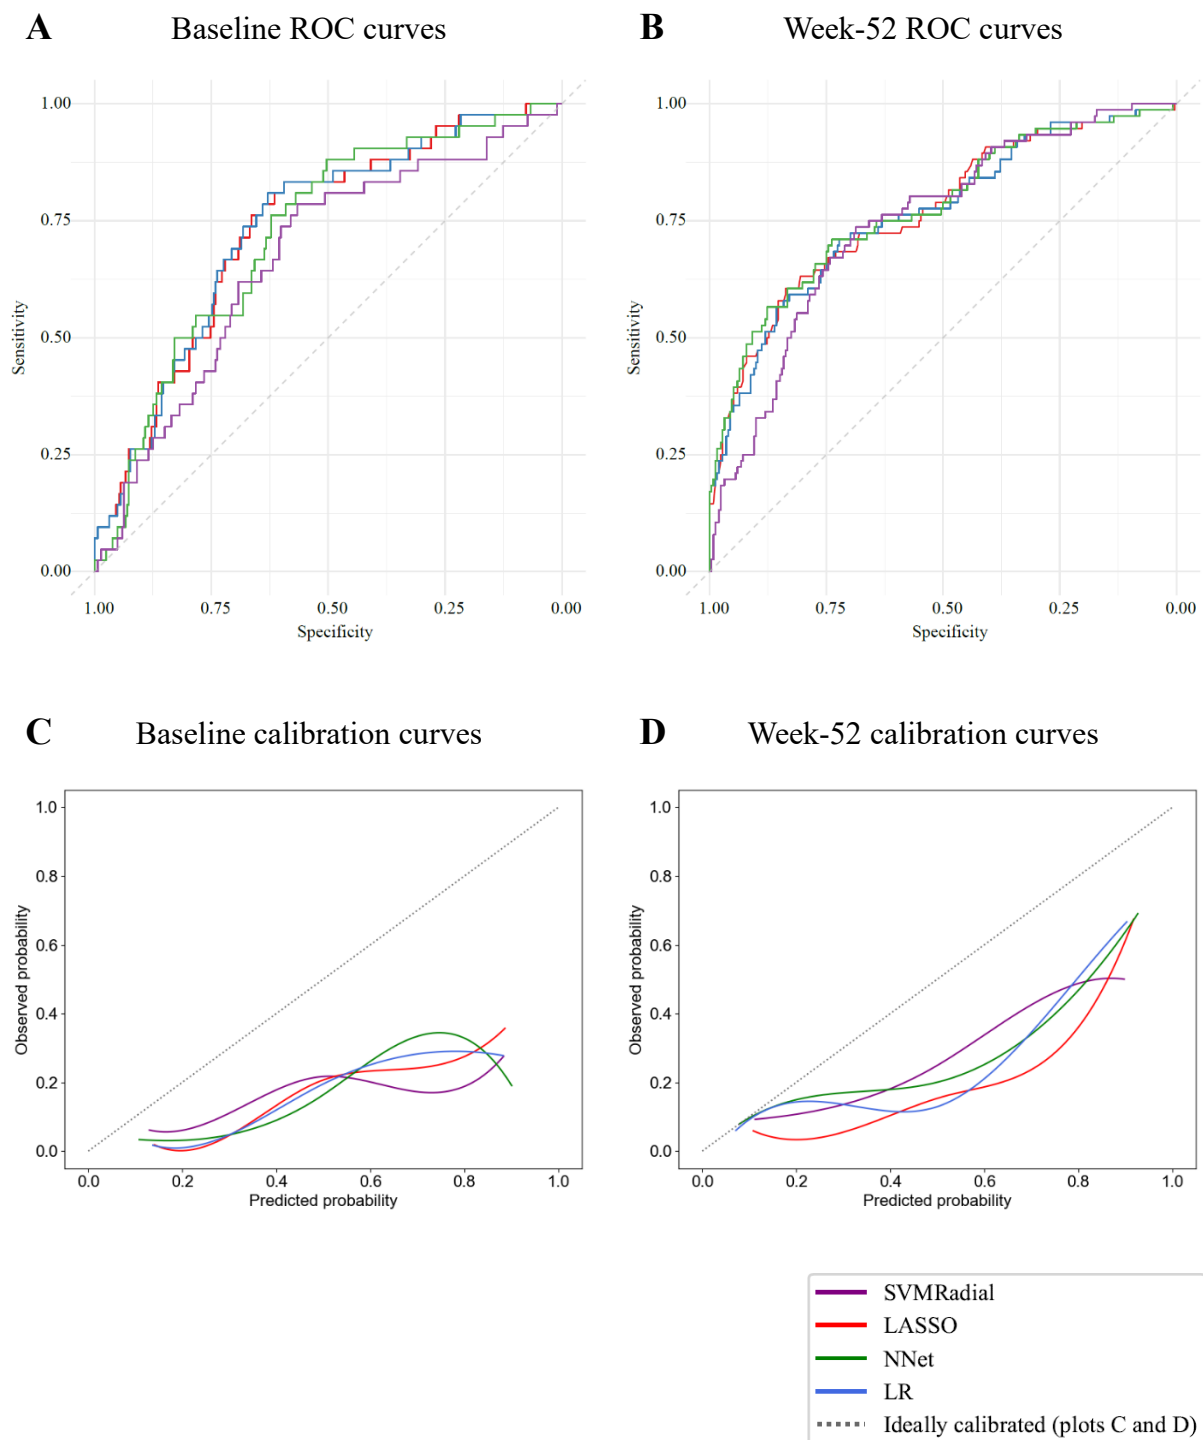 A Baseline ROC curves
B Week-52 ROC curves
1.00
0.75
0.50
0.25
0.00
Sensitivity
1.00 0.75 0.50 0.25 0.00
Specificity
1.00
0.75
0.50
0.25
0.00
Sensitivity
1.00 0.75 0.50 0.25 0.00
Specificity
C Baseline calibration curves
D Week-52 calibration curves
1.0
0.8
0.6
0.4
0.2
0.0
Observed probability
0.0 0.2 0.4 0.6 0.8 1.0
Predicted probability
1.0
0.8
0.6
0.4
0.2
0.0
Observed probability
0.0 0.2 0.4 0.6 0.8 1.0
Predicted probability
SVMRadial
LASSO
NNet
LR
Ideally calibrated (plots C and D)